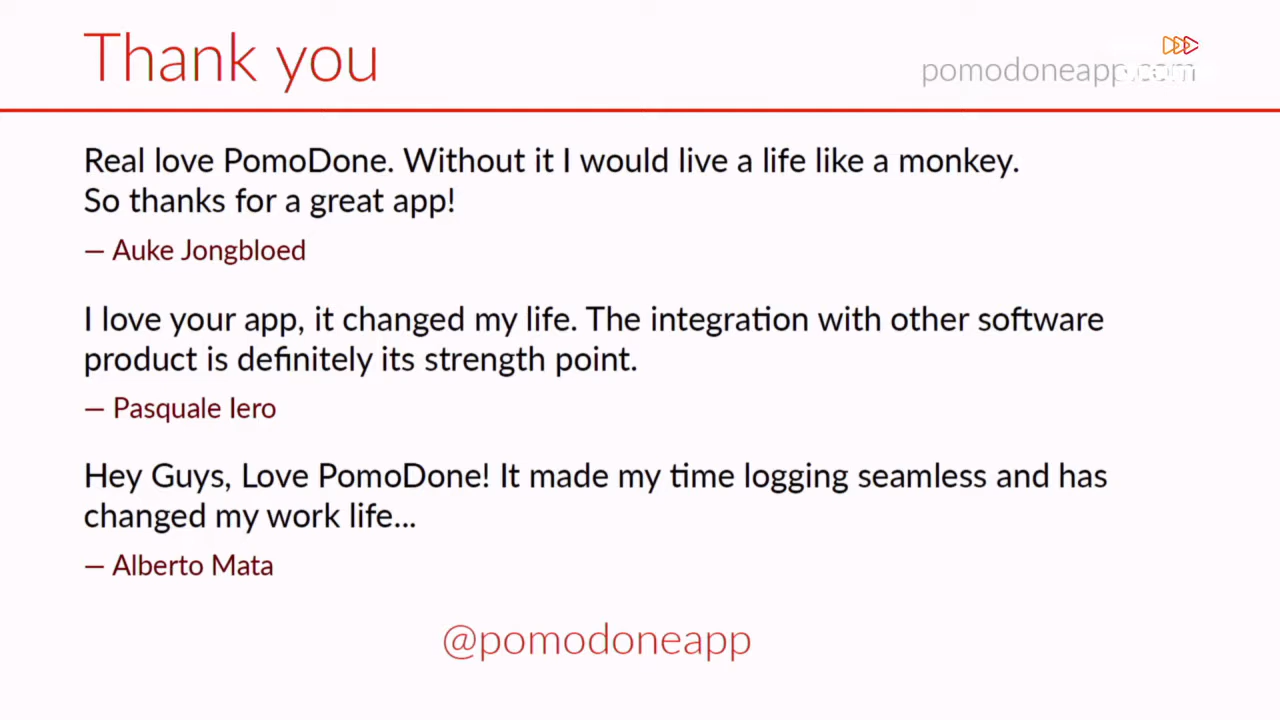 Thank you
pomodoneapp.com
Real love PomoDone. Without it I would live a life like a monkey.
So thanks for a great app!
— Auke Jongbloed
I love your app, it changed my life. The integration with other software
product is definitely its strength point.
— Pasquale Iero
Hey Guys, Love PomoDone! It made my time logging seamless and has
changed my work life...
— Alberto Mata
@pomodoneapp